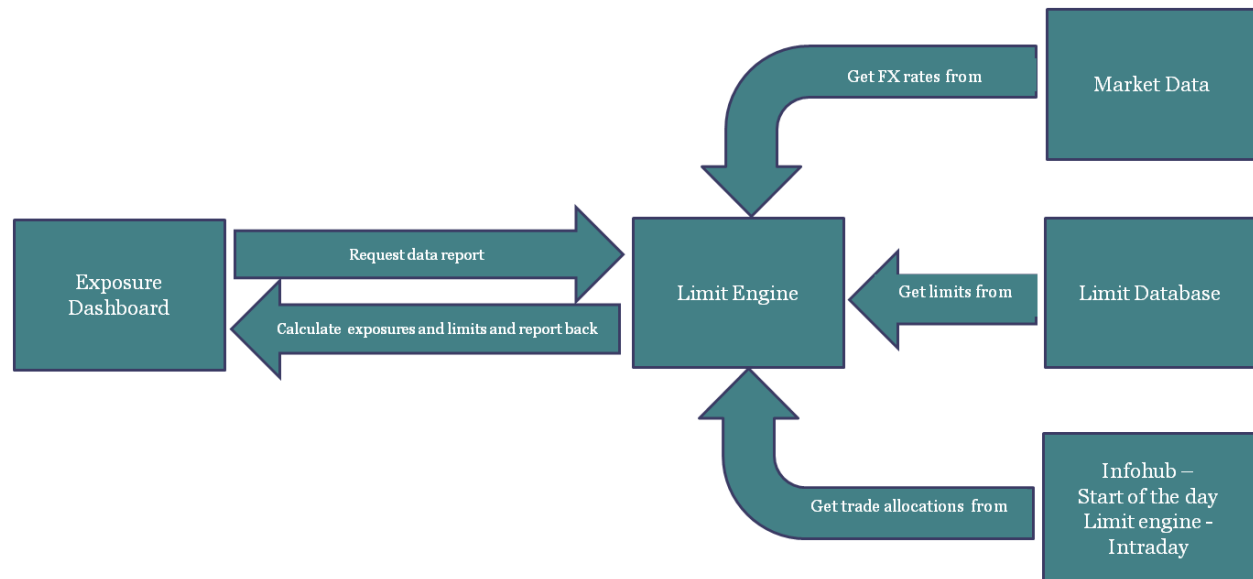 Get FX rates from
Market Data
Exposure
Dashboard
Request data report
Calculate exposures and limits and report back
Limit Engine
Get limits from
Limit Database
Get trade allocations from
Infohub –
Start of the day
Limit engine -
Intraday